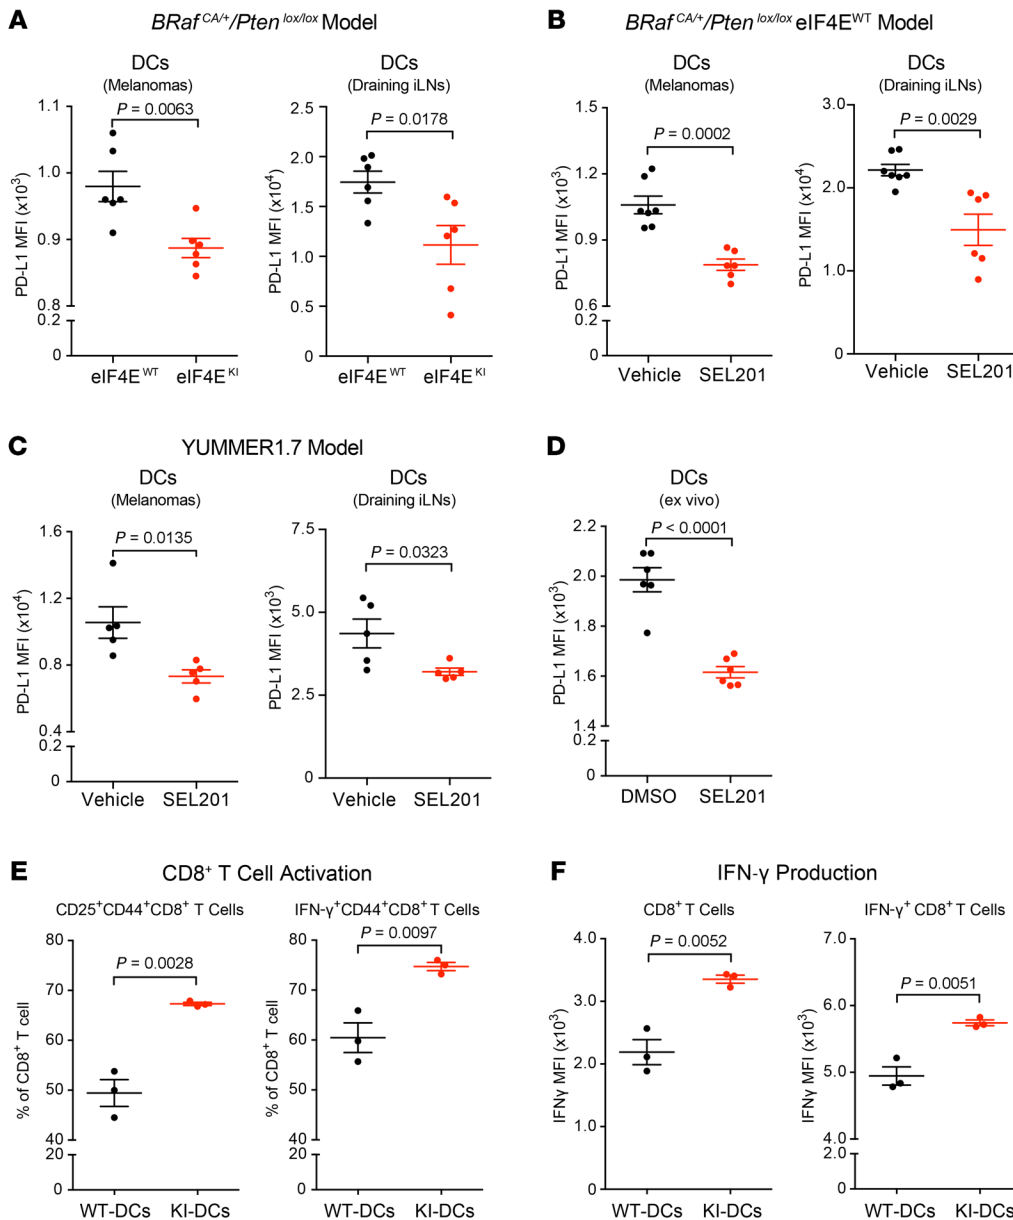 A
BRaf CA/+/Pten lox/lox Model
DCs
(Melanomas)
P = 0.0063
PD-L1 MFI (x10³)
1.1
1.0
0.9
0.8
0.2
0
eIF4E WT
eIF4E KI
DCs
(Draining iLNs)
P = 0.0178
PD-L1 MFI (x10⁴)
2.5
2.0
1.5
1.0
0.5
0
eIF4E WT
eIF4E KI
B
BRaf CA/+/Pten lox/lox eIF4E WT Model
DCs
(Melanomas)
P = 0.0002
PD-L1 MFI (x10³)
1.5
1.2
0.9
0.6
0.2
0
Vehicle
SEL201
DCs
(Draining iLNs)
P = 0.0029
PD-L1 MFI (x10⁴)
3.0
2.0
1.0
0
Vehicle
SEL201
C
YUMMER1.7 Model
DCs
(Melanomas)
P = 0.0135
PD-L1 MFI (x10⁴)
1.6
1.2
0.8
0.4
0.2
0
Vehicle
SEL201
DCs
(Draining iLNs)
P = 0.0323
PD-L1 MFI (x10³)
7.5
5.0
2.5
0
Vehicle
SEL201
D
DCs
(ex vivo)
P < 0.0001
PD-L1 MFI (x10³)
2.2
2.0
1.8
1.6
1.4
0.2
0
DMSO
SEL201
E
CD8⁺ T Cell Activation
CD25⁺CD44⁺CD8⁺ T Cells
P = 0.0028
% of CD8⁺ T cell
80
70
60
50
40
20
0
WT-DCs
KI-DCs
IFN-γ⁺CD44⁺CD8⁺ T Cells
P = 0.0097
% of CD8⁺ T cell
80
70
60
50
40
20
0
WT-DCs
KI-DCs
F
IFN-γ Production
CD8⁺ T Cells
P = 0.0052
IFNγ MFI (x10³)
4.0
3.0
2.0
1.0
0
WT-DCs
KI-DCs
IFN-γ⁺ CD8⁺ T Cells
P = 0.0051
IFNγ MFI (x10³)
7.0
6.0
5.0
4.0
3.0
2.0
0
WT-DCs
KI-DCs